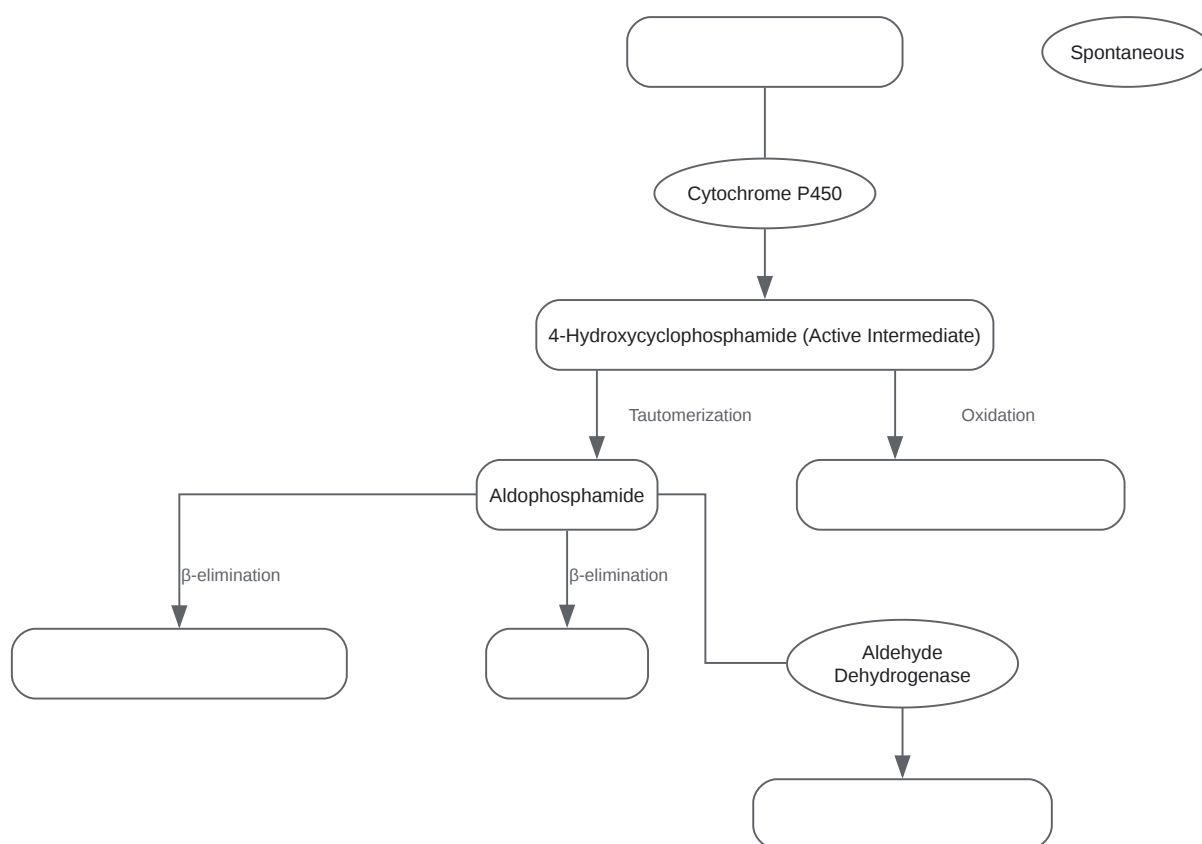 Spontaneous
Cytochrome P450
4-Hydroxycyclophosphamide (Active Intermediate)
Tautomerization
Oxidation
Aldophosphamide
β-elimination
β-elimination
Aldehyde
Dehydrogenase